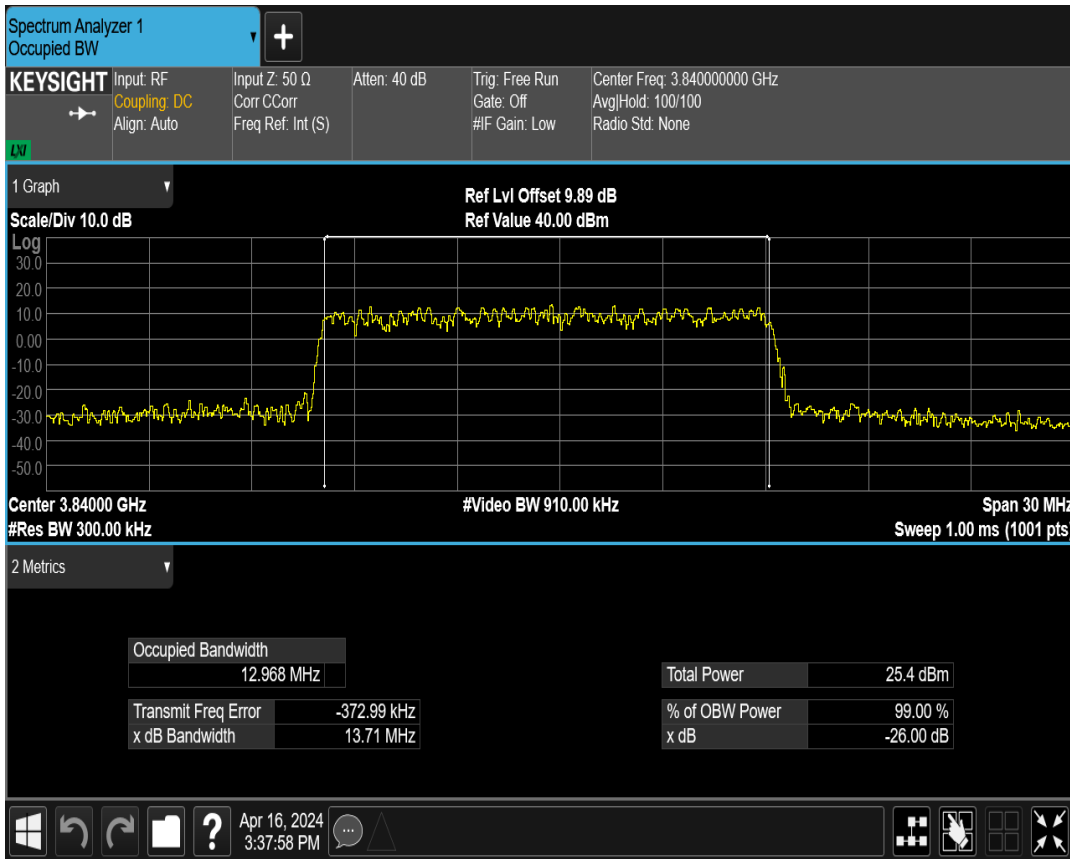 Spectrum Analyzer 1
Occupied BW
+
KEYSIGHT
LXI
Input: RF
Coupling: DC
Align: Auto
Input Z: 50 Ω
Corr CCorr
Freq Ref: Int (S)
Atten: 40 dB
Trig: Free Run
Gate: Off
#IF Gain: Low
Center Freq: 3.840000000 GHz
Avg|Hold: 100/100
Radio Std: None
1 Graph
Scale/Div 10.0 dB
Ref Lvl Offset 9.89 dB
Ref Value 40.00 dBm
Log
30.0
20.0
10.0
0.00
-10.0
-20.0
-30.0
-40.0
-50.0
Center 3.84000 GHz
#Video BW 910.00 kHz
Span 30 MHz
#Res BW 300.00 kHz
Sweep 1.00 ms (1001 pts)
2 Metrics
Occupied Bandwidth
12.968 MHz
Total Power 25.4 dBm
Transmit Freq Error -372.99 kHz
% of OBW Power 99.00 %
x dB Bandwidth 13.71 MHz
x dB -26.00 dB
?
Apr 16, 2024
3:37:58 PM